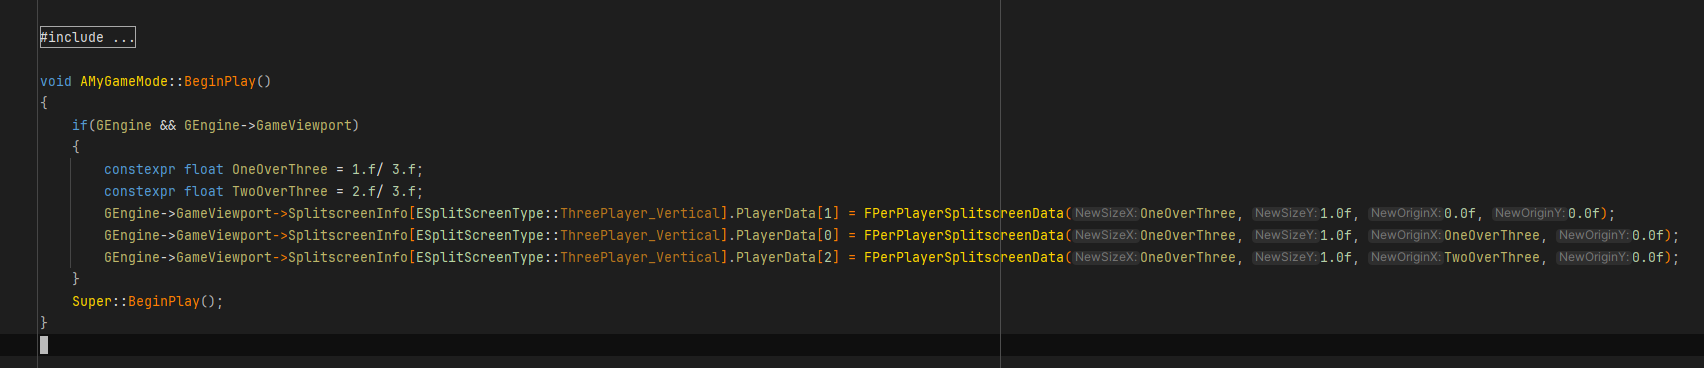 #include ...
void AMyGameMode::BeginPlay()
{
if(GEngine && GEngine->GameViewport)
{
constexpr float OneOverThree = 1.f/ 3.f;
constexpr float TwoOverThree = 2.f/ 3.f;
GEngine->GameViewport->SplitscreenInfo[ESplitScreenType::ThreePlayer_Vertical].PlayerData[1] = FPerPlayerSplitscreenData( NewSizeX: OneOverThree, NewSizeY: 1.0f, NewOriginX: 0.0f, NewOriginY: 0.0f);
GEngine->GameViewport->SplitscreenInfo[ESplitScreenType::ThreePlayer_Vertical].PlayerData[0] = FPerPlayerSplitscreenData( NewSizeX: OneOverThree, NewSizeY: 1.0f, NewOriginX: OneOverThree, NewOriginY: 0.0f);
GEngine->GameViewport->SplitscreenInfo[ESplitScreenType::ThreePlayer_Vertical].PlayerData[2] = FPerPlayerSplitscreenData( NewSizeX: OneOverThree, NewSizeY: 1.0f, NewOriginX: TwoOverThree, NewOriginY: 0.0f);
}
Super::BeginPlay();
}